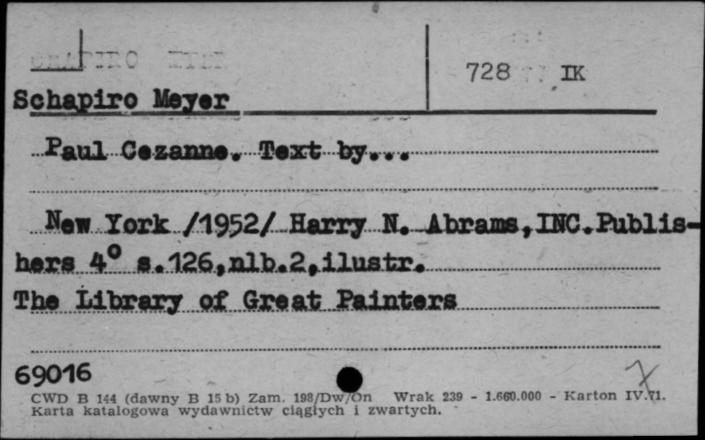 728 IK
Schapiro Meyer
Paul Cezanne. Text by...
New York /1952/ Harry N. Abrams,INC.Publis-
hers 4° s.126,nlb.2,ilustr.
The Library of Great Painters
69016
CWD B 144 (dawny B 15 b) Zam. 198/Dw/On Wrak 239 - 1.660.000 - Karton IV.71.
Karta katalogowa wydawnictw ciągłych i zwartych.